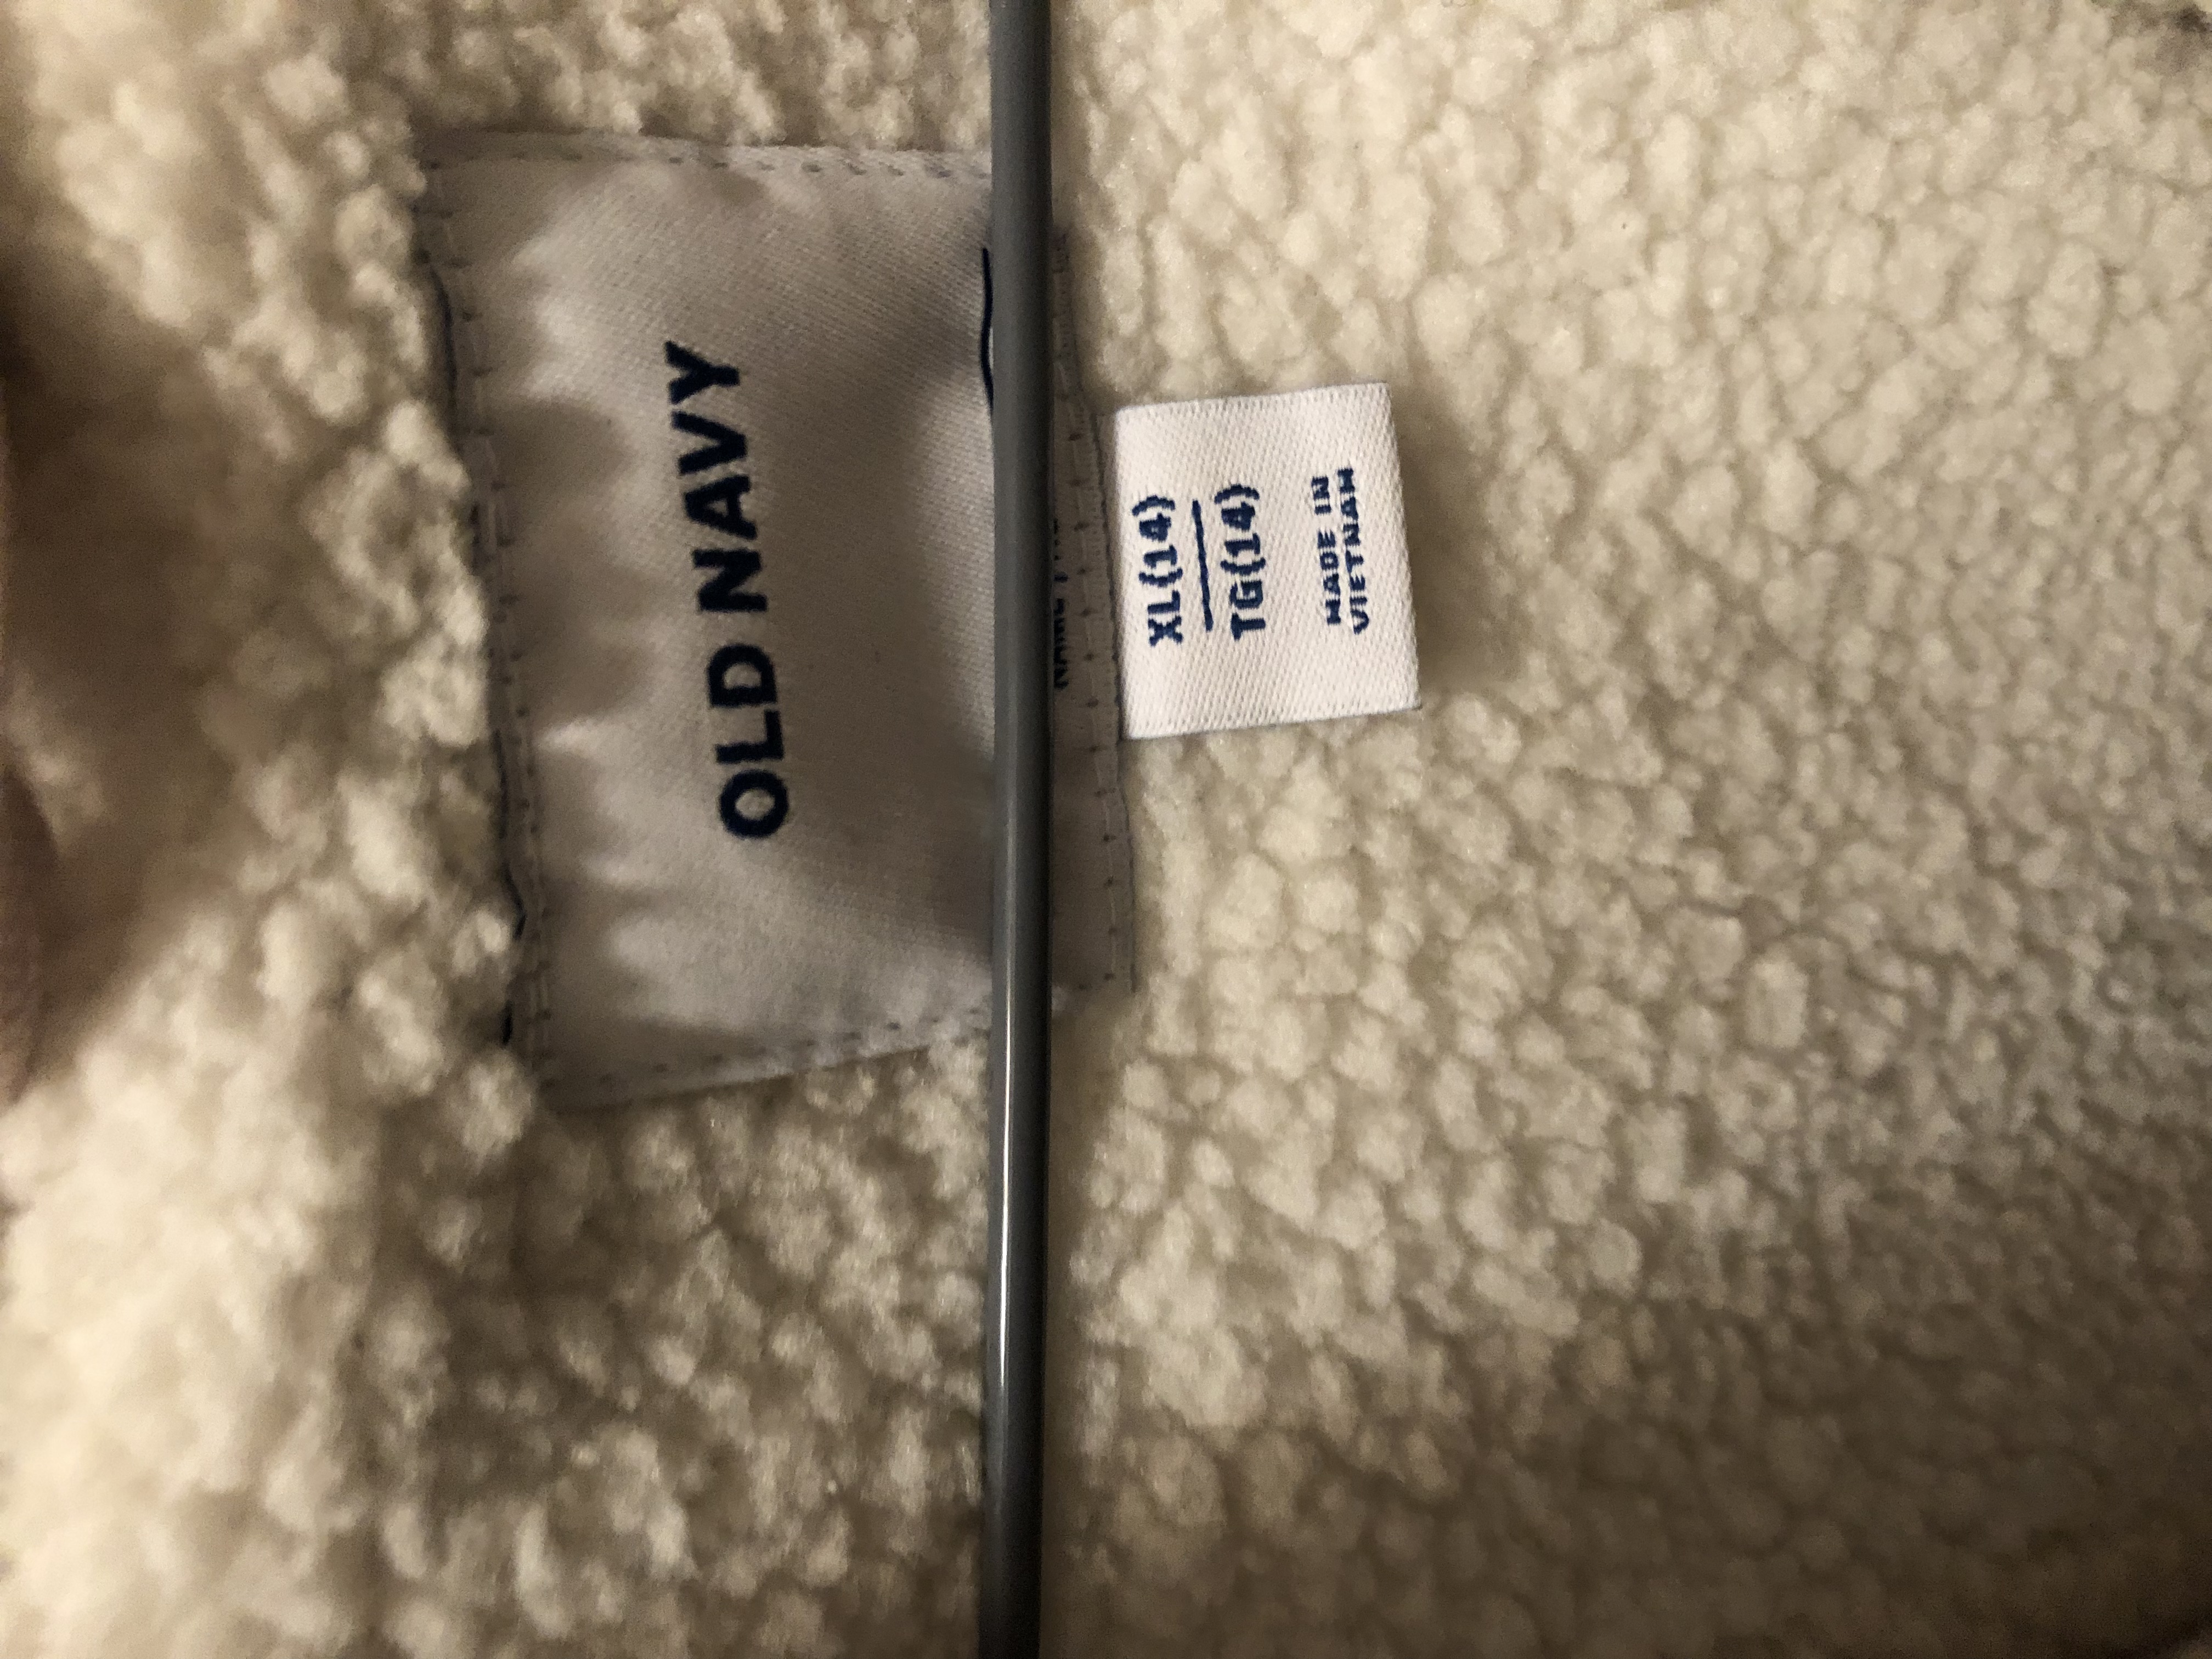 OLD NAVY
XL(14)
TG(14)
MADE IN
VIETNAM